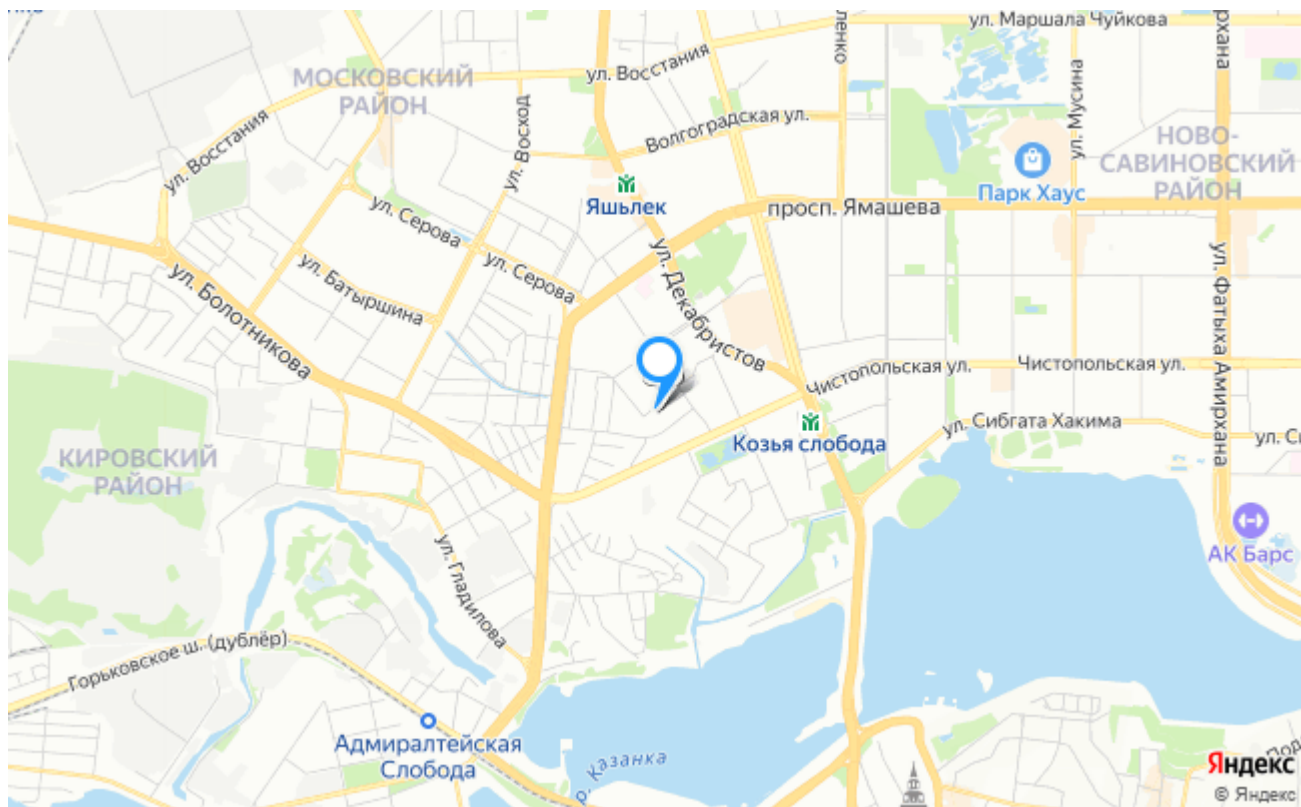 ул. Маршала Чуйкова
ул. Восстания
МОСКОВСКИЙ
РАЙОН
Волгоградская ул.
ул. Мусина
НОВО-
САВИНОВСКИЙ
РАЙОН
ул. Восстания
ул. Восход
Яшьлек
Парк Хаус
просп. Ямашева
ул. Серова
ул. Серова
ул. Декабристов
ул. Батыршина
ул. Болотникова
ул. Фатыха Амирхана
Чистопольская ул.
Чистопольская ул.
ул. Сибгата Хакима
Козья слобода
КИРОВСКИЙ
РАЙОН
АК Барс
ул. Гладилова
Горьковское ш. (дублёр)
Адмиралтейская
Слобода
р. Казанка
Яндекс
© Яндекс